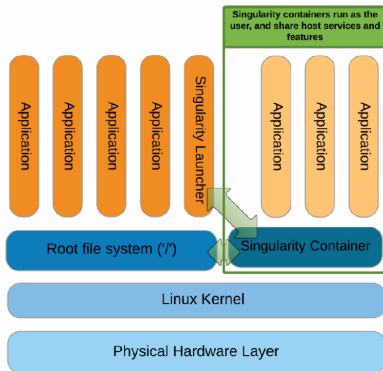 Singularity containers run as the
user, and share host services and
features
Application
Application
Application
Application
Singularity Launcher
Application
Application
Application
Root file system ('/')
Singularity Container
Linux Kernel
Physical Hardware Layer